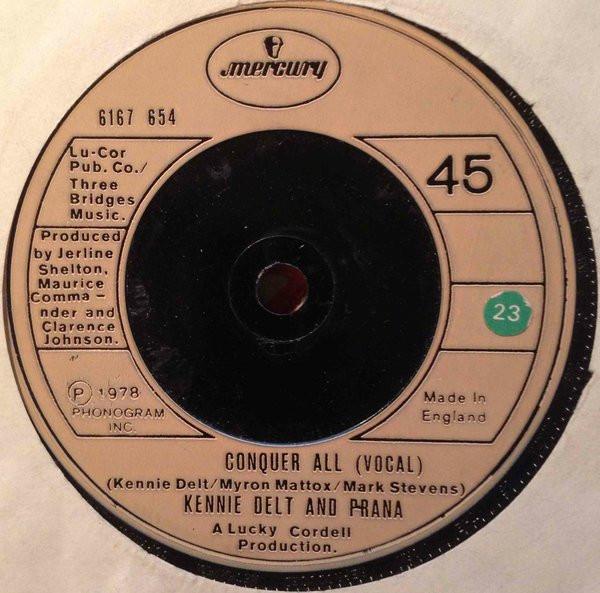 mercury
6167 654
Lu-Cor
Pub. Co./
Three
Bridges
Music.
Produced
by Jerline
Shelton,
Maurice
Comma-
nder and
Clarence
Johnson.
℗ 1978
PHONOGRAM
INC.
45
23
Made In
England
CONQUER ALL (VOCAL)
(Kennie Delt/Myron Mattox/Mark Stevens)
KENNIE DELT AND PRANA
A Lucky Cordell
Production.